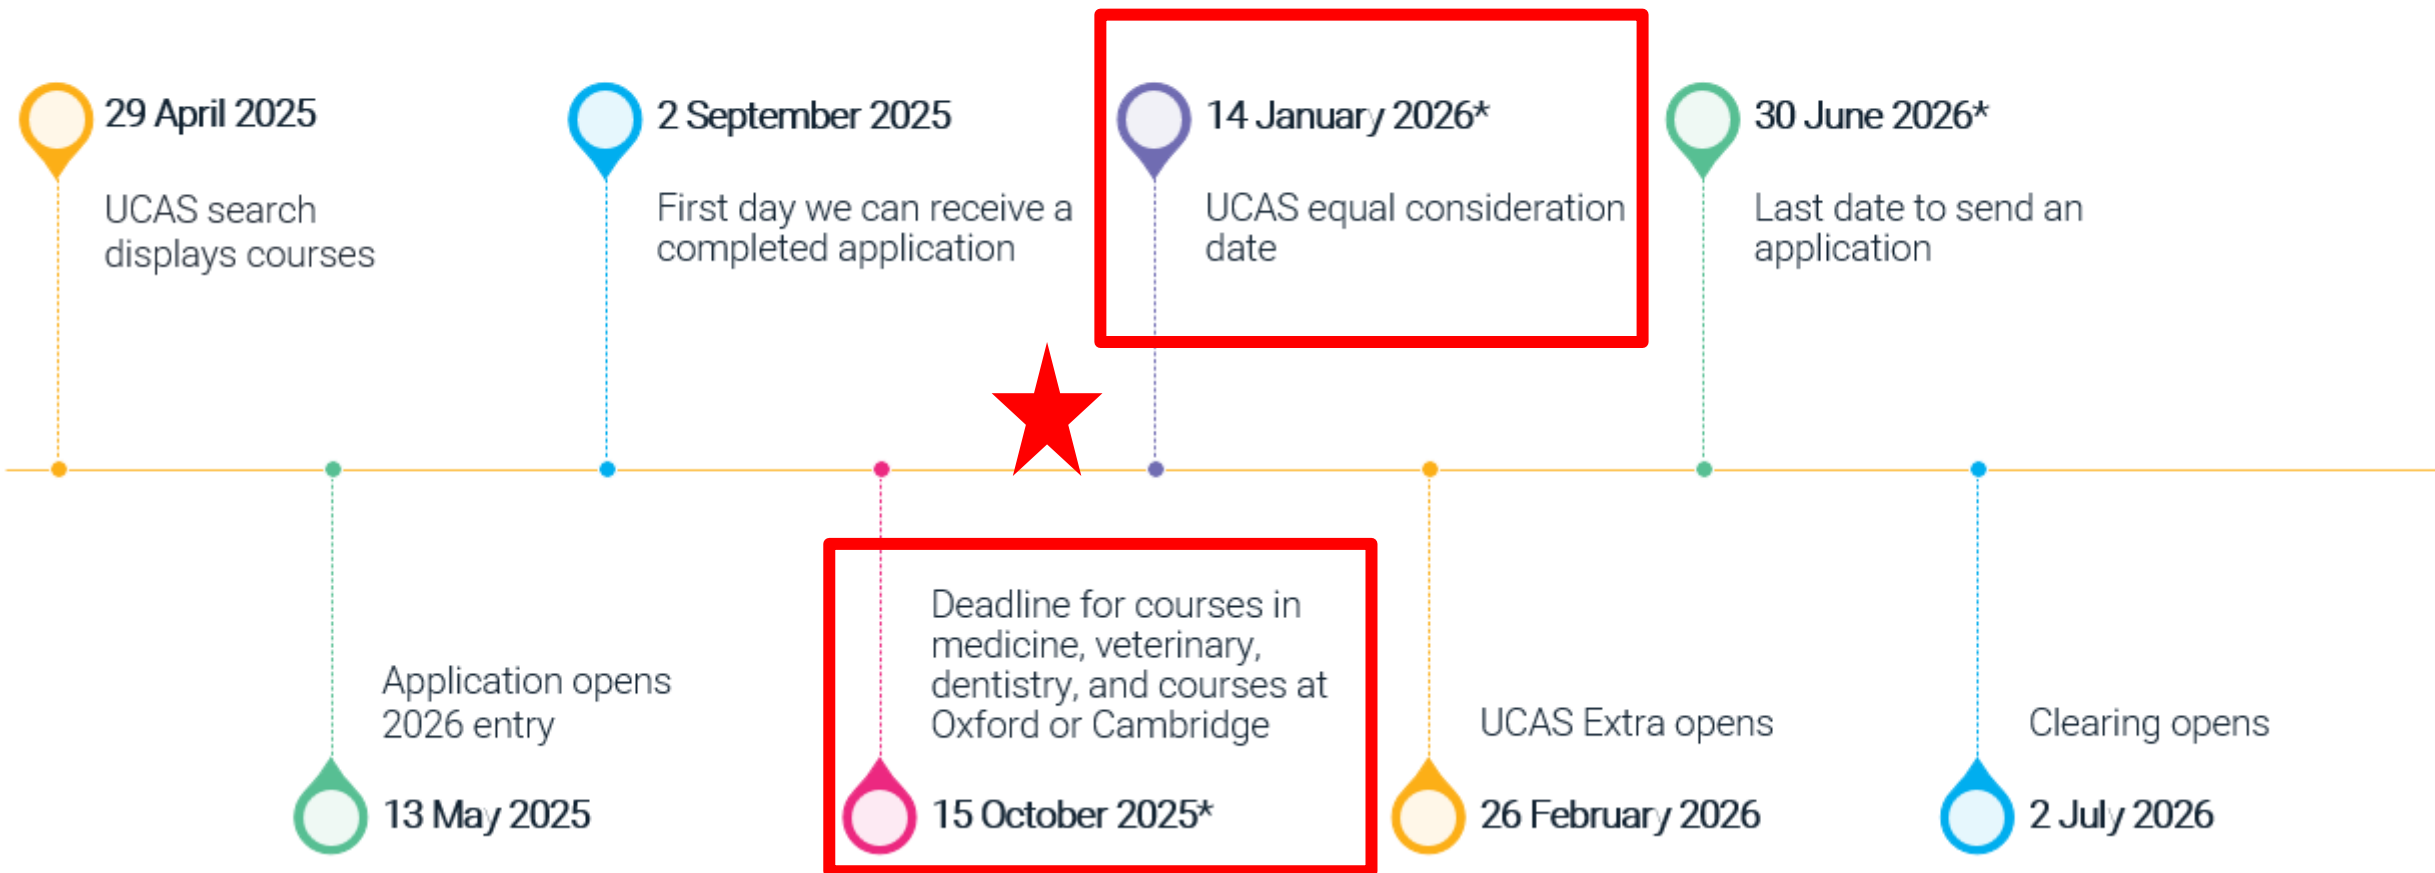 29 April 2025
UCAS search
displays courses
2 September 2025
First day we can receive a
completed application
14 January 2026*
UCAS equal consideration
date
30 June 2026*
Last date to send an
application
Application opens
2026 entry
13 May 2025
Deadline for courses in
medicine, veterinary,
dentistry, and courses at
Oxford or Cambridge
15 October 2025*
UCAS Extra opens
26 February 2026
Clearing opens
2 July 2026